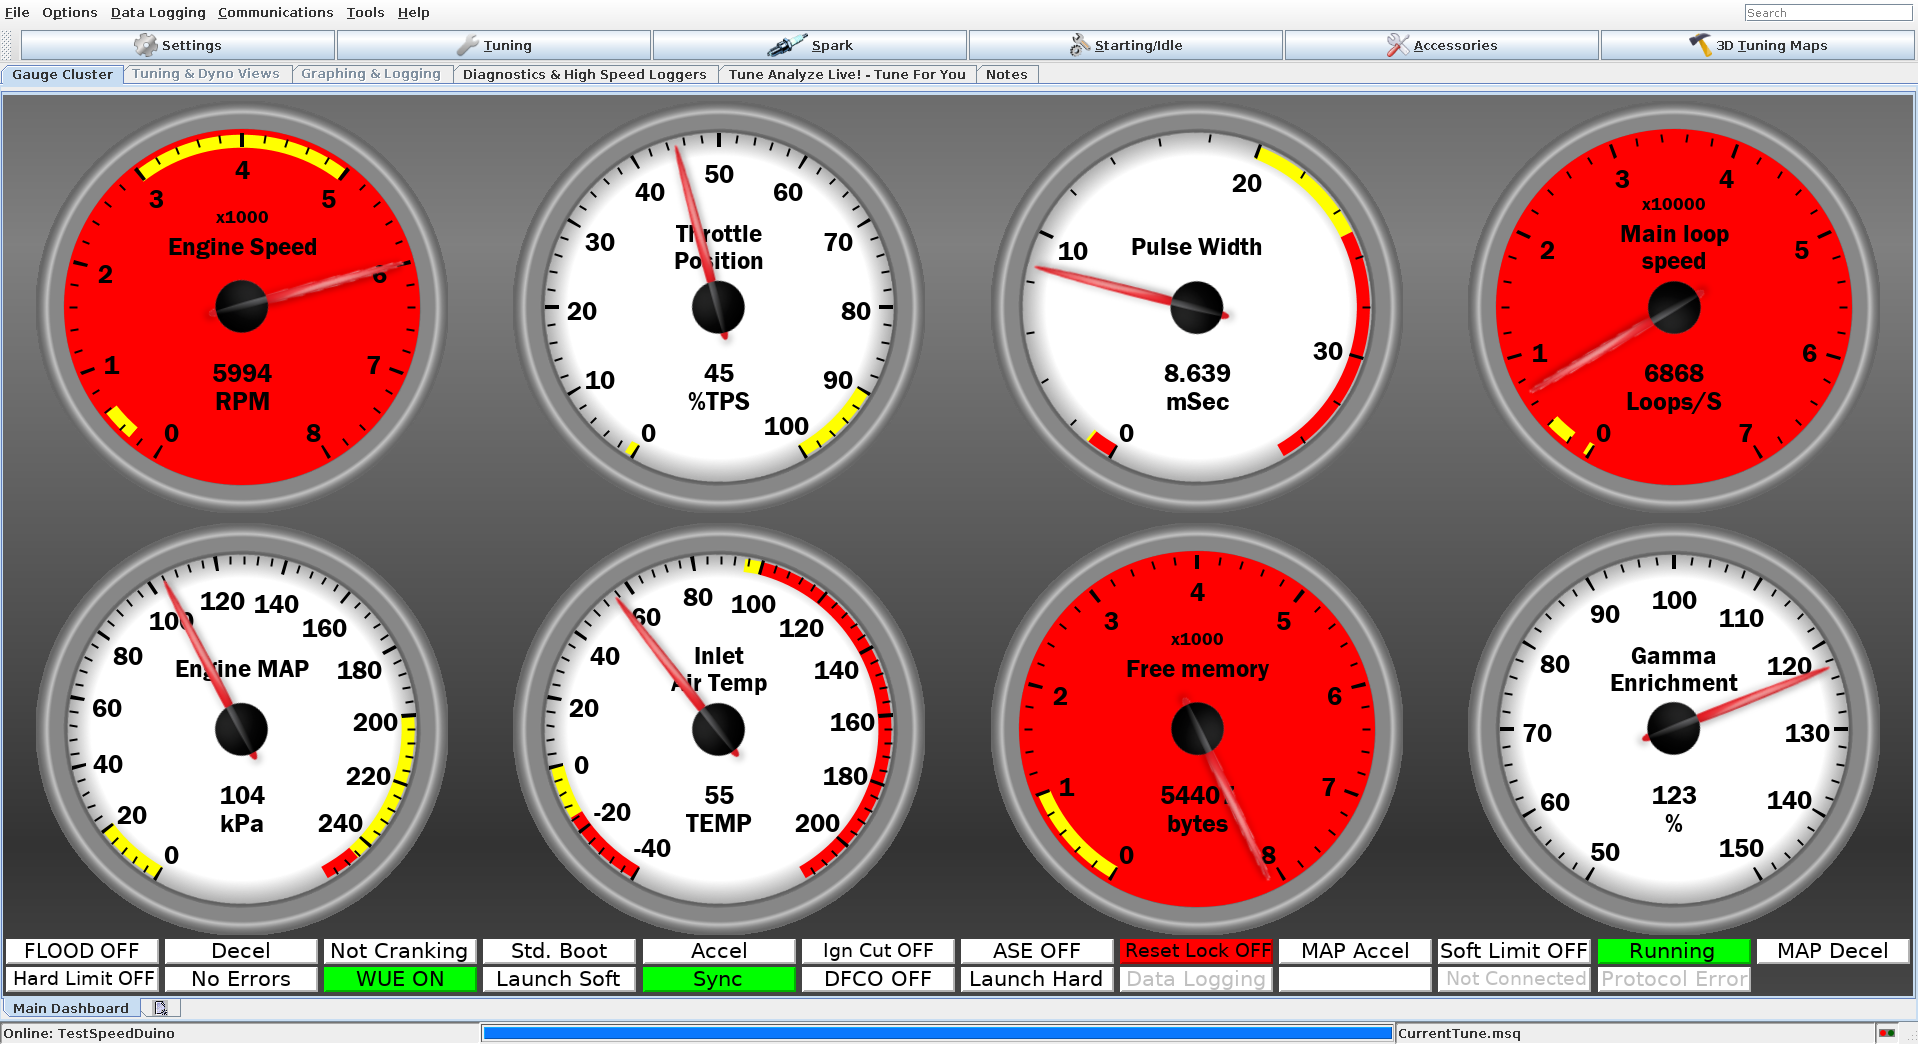 File Options Data Logging Communications Tools Help Search
Settings Tuning Spark Starting/Idle Accessories 3D Tuning Maps
Gauge Cluster Tuning & Dyno Views Graphing & Logging Diagnostics & High Speed Loggers Tune Analyze Live! - Tune For You Notes
0 1 2 3 4 5 6 7 8
x1000
Engine Speed
5994
RPM
0 10 20 30 40 50 60 70 80 90 100
Throttle
Position
45
%TPS
0 10 20 30
Pulse Width
8.639
mSec
0 1 2 3 4 5 6 7
x10000
Main loop
speed
6868
Loops/S
0 20 40 60 80 100 120 140 160 180 200 220 240
Engine MAP
104
kPa
-40 -20 0 20 40 60 80 100 120 140 160 180 200
Inlet
Air Temp
55
TEMP
0 1 2 3 4 5 6 7 8
x1000
Free memory
bytes
50 60 70 80 90 100 110 120 130 140 150
Gamma
Enrichment
123
%
FLOOD OFF Decel Not Cranking Std. Boot Accel Ign Cut OFF ASE OFF Reset Lock OFF MAP Accel Soft Limit OFF Running MAP Decel
Hard Limit OFF No Errors WUE ON Launch Soft Sync DFCO OFF Launch Hard Data Logging Not Connected Protocol Error
Main Dashboard
Online: TestSpeedDuino CurrentTune.msq